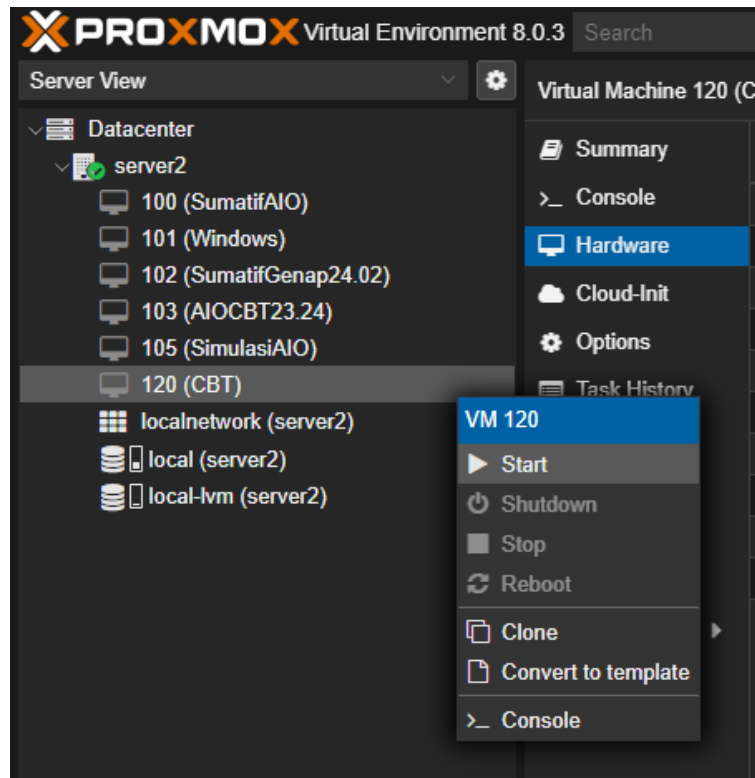 PROXMOX Virtual Environment 8.0.3 Search
Server View
Datacenter
server2
100 (SumatifAIO)
101 (Windows)
102 (SumatifGenap24.02)
103 (AIOCBT23.24)
105 (SimulasiAIO)
120 (CBT)
localnetwork (server2)
local (server2)
local-lvm (server2)
Virtual Machine 120 (C
Summary
Console
Hardware
Cloud-Init
Options
Task History
VM 120
Start
Shutdown
Stop
Reboot
Clone
Convert to template
Console